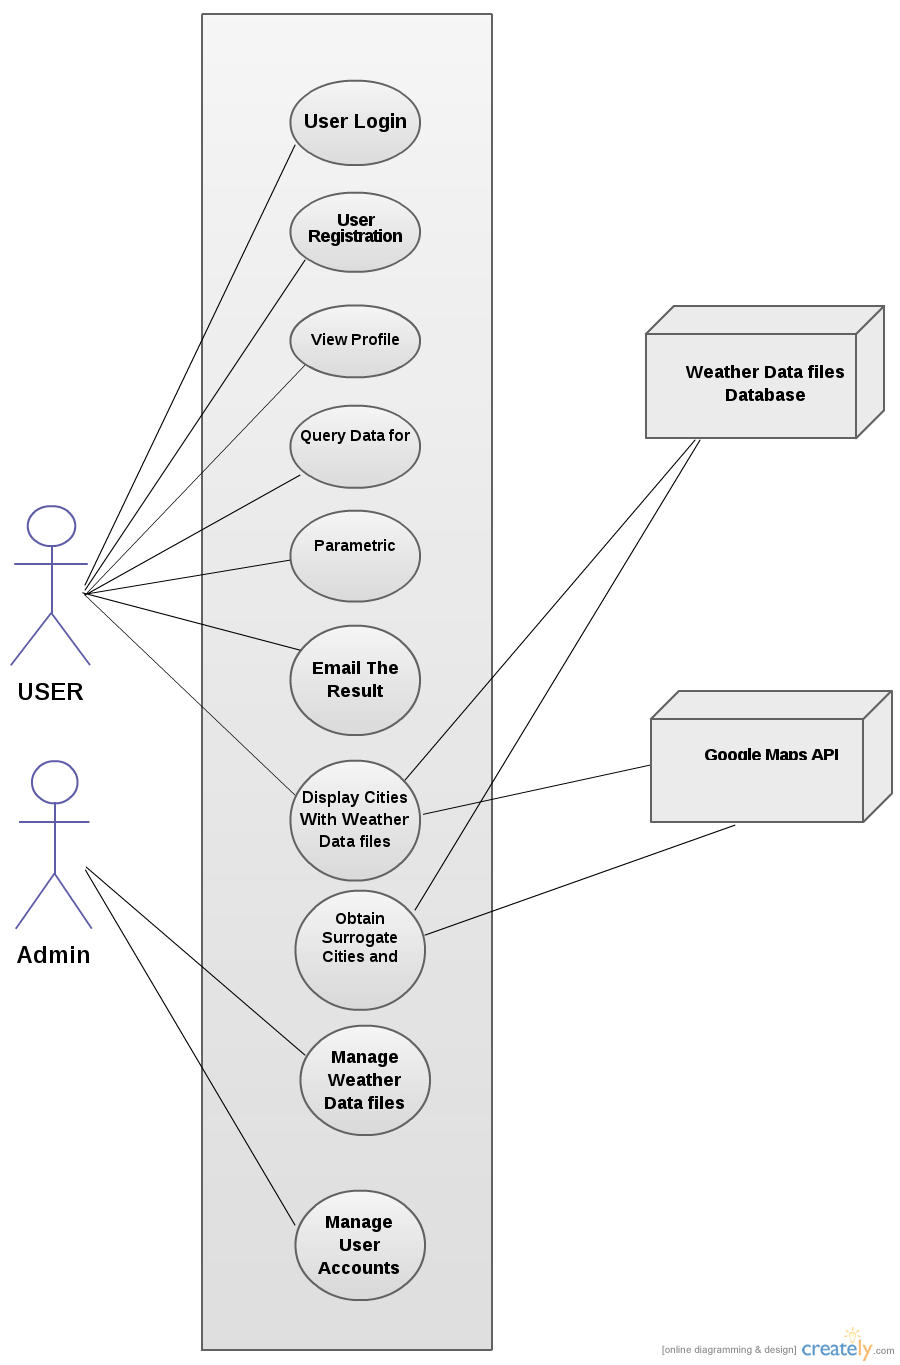 User Login
User
Registration
View Profile
Query Data for
Parametric
Email The
Result
Display Cities
With Weather
Data files
Obtain
Surrogate
Cities and
Manage
Weather
Data files
Manage
User
Accounts
USER
Admin
Weather Data files
Database
Google Maps API
[online diagramming & design] creately.com